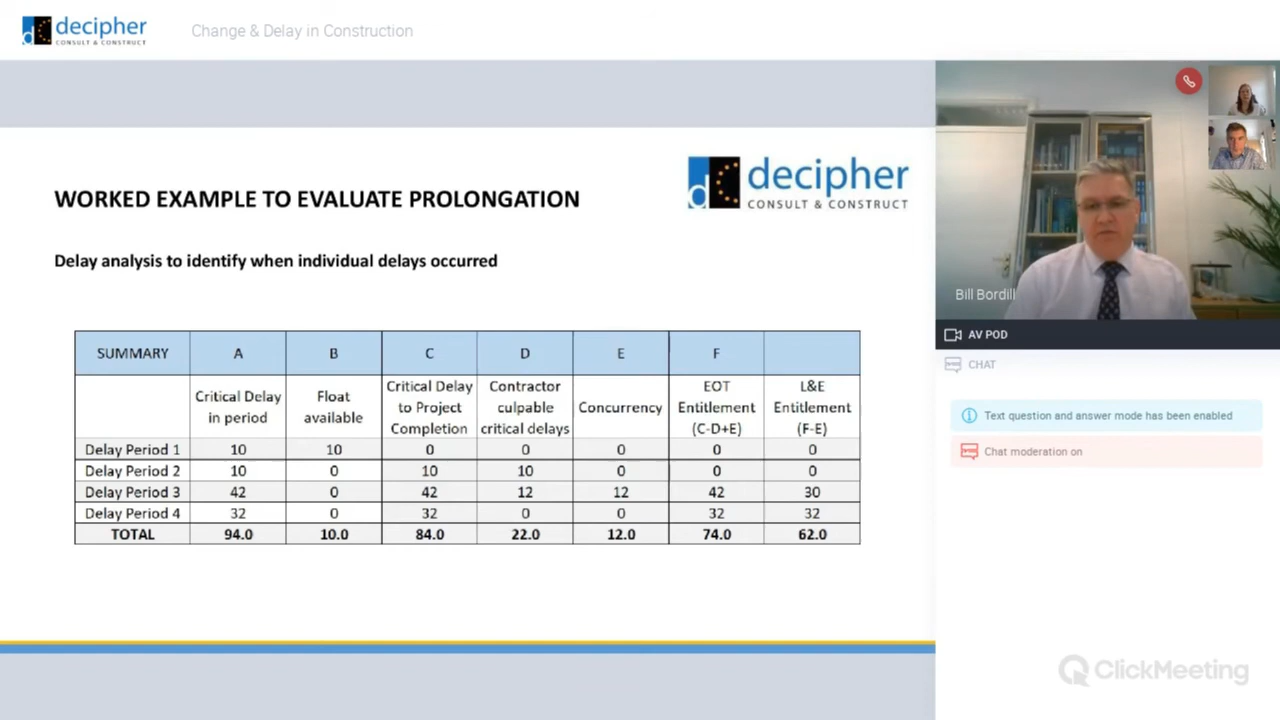 decipher
CONSULT & CONSTRUCT
Change & Delay in Construction
WORKED EXAMPLE TO EVALUATE PROLONGATION
decipher
CONSULT & CONSTRUCT
Delay analysis to identify when individual delays occurred
SUMMARY A B C D E F
Critical Delay in period
Float available
Critical Delay to Project Completion
Contractor culpable critical delays
Concurrency
EOT Entitlement (C-D+E)
L&E Entitlement (F-E)
Delay Period 1 10 10 0 0 0 0 0
Delay Period 2 10 0 10 10 0 0 0
Delay Period 3 42 0 42 12 12 42 30
Delay Period 4 32 0 32 0 0 32 32
TOTAL 94.0 10.0 84.0 22.0 12.0 74.0 62.0
Bill Bordill
AV POD
CHAT
Text question and answer mode has been enabled
Chat moderation on
ClickMeeting